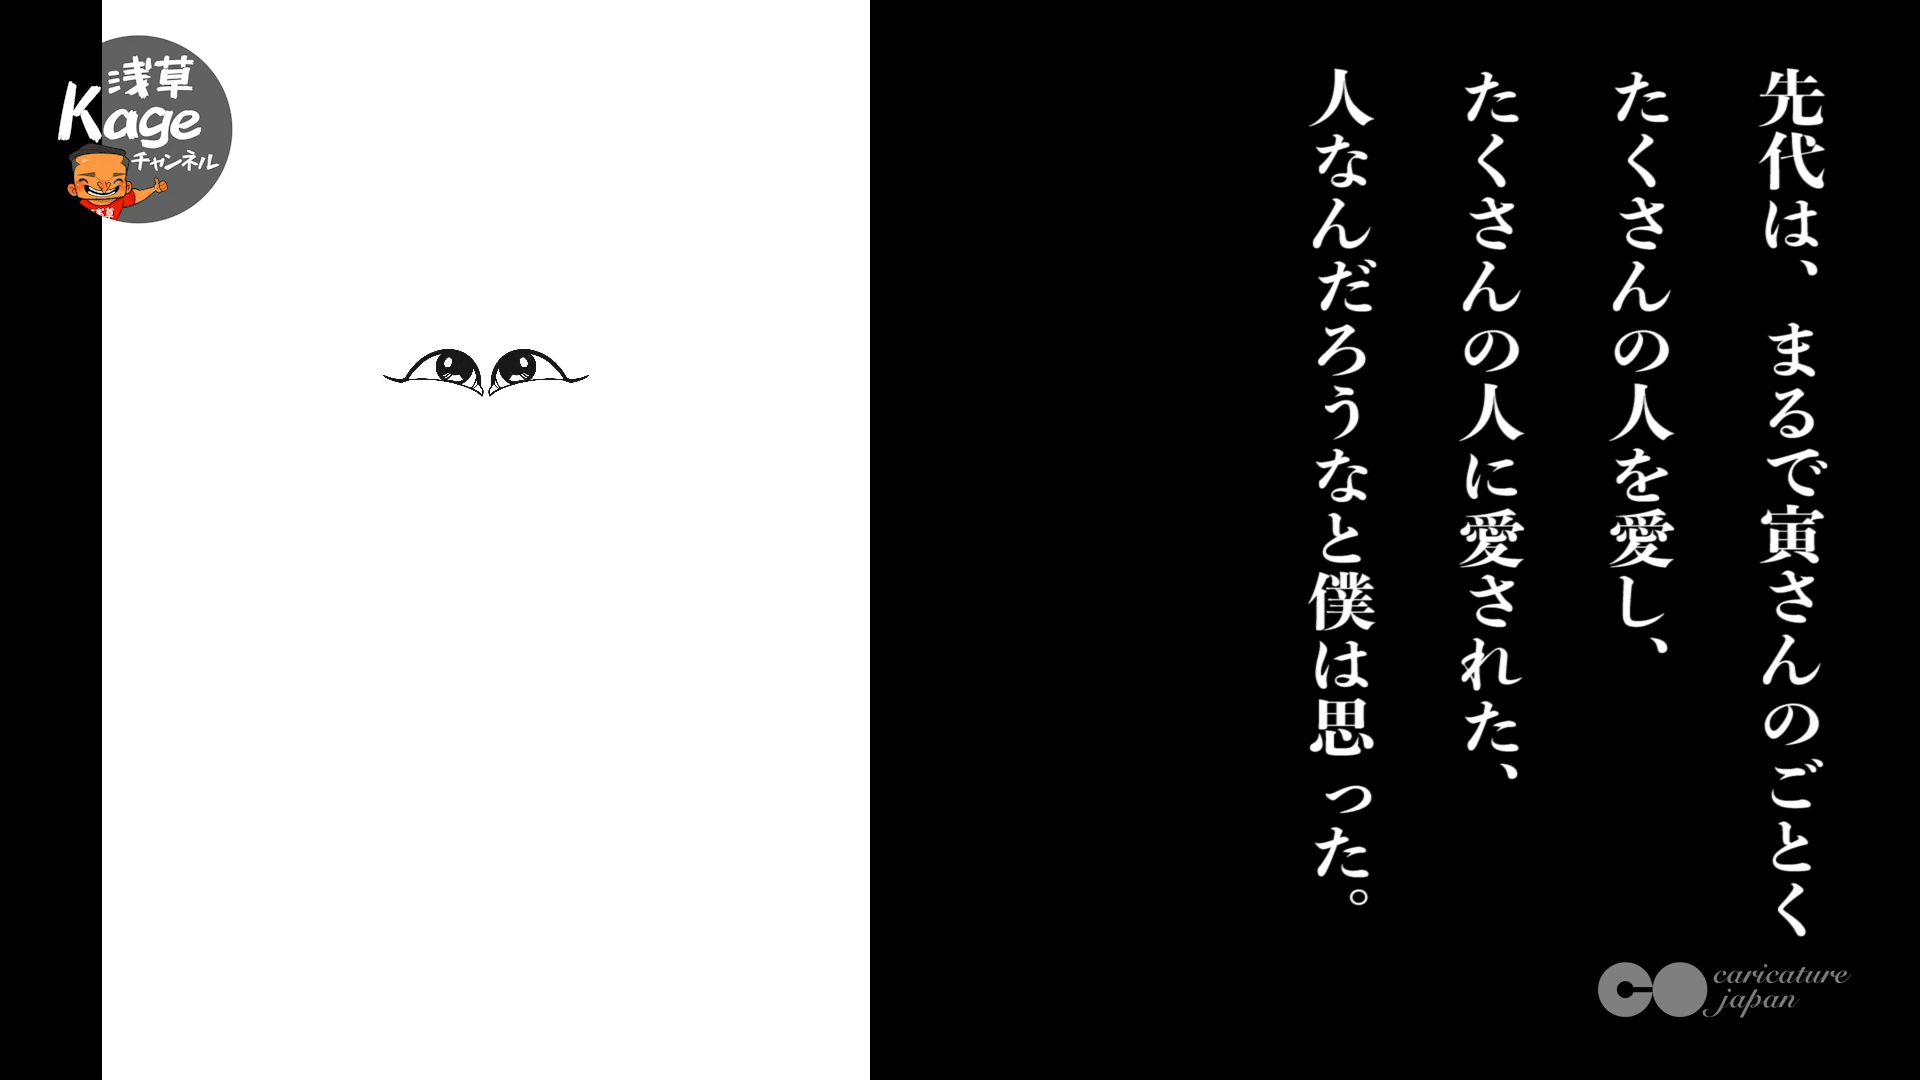 浅草
Kage
チャンネル
浅草
先代は、まるで寅さんのごとく
たくさんの人を愛し、
たくさんの人に愛された、
人なんだろうなと僕は思った。
caricature
japan